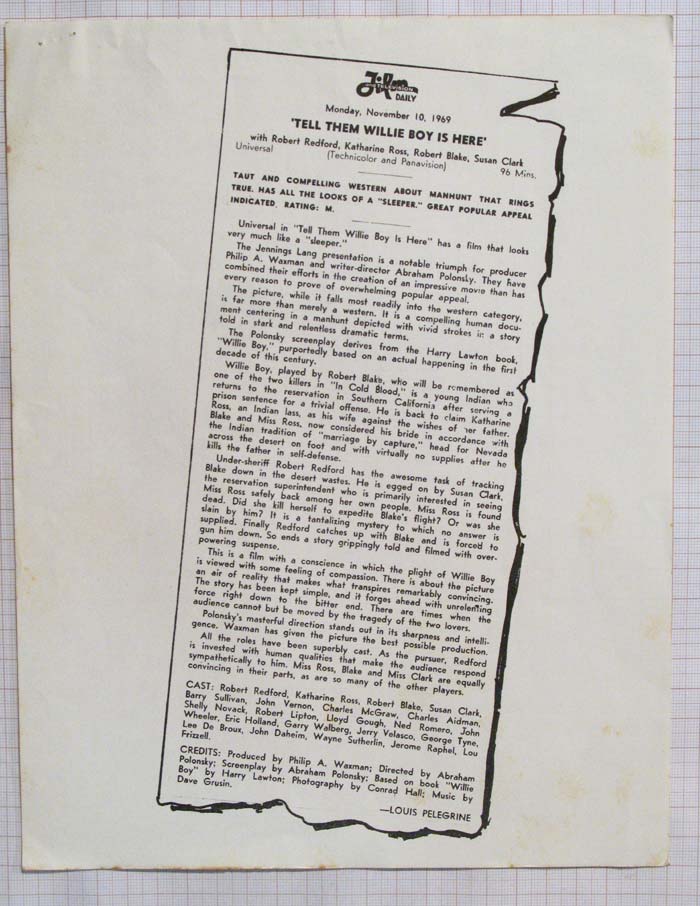 Film
TELEVISION
DAILY
Monday, November 10, 1969
'TELL THEM WILLIE BOY IS HERE'
with Robert Redford, Katharine Ross, Robert Blake, Susan Clark
Universal (Technicolor and Panavision) 96 Mins.
TAUT AND COMPELLING WESTERN ABOUT MANHUNT THAT RINGS
TRUE. HAS ALL THE LOOKS OF A "SLEEPER." GREAT POPULAR APPEAL
INDICATED. RATING: M.
Universal in "Tell Them Willie Boy Is Here" has a film that looks
very much like a "sleeper."
The Jennings Lang presentation is a notable triumph for producer
Philip A. Waxman and writer-director Abraham Polonsky. They have
combined their efforts in the creation of an impressive movie than has
every reason to prove of overwhelming popular appeal.
The picture, while it falls most readily into the western category,
is far more than merely a western. It is a compelling human docu-
ment centering in a manhunt depicted with vivid strokes in a story
told in stark and relentless dramatic terms.
The Polonsky screenplay derives from the Harry Lawton book,
"Willie Boy," purportedly based on an actual happening in the first
decade of this century.
Willie Boy, played by Robert Blake, who will be remembered as
one of the two killers in "In Cold Blood," is a young Indian who
returns to the reservation in Southern California after serving a
prison sentence for a trivial offense. He is back to claim Katharine
Ross, an Indian lass, as his wife against the wishes of her father.
Blake and Miss Ross, now considered his bride in accordance with
the Indian tradition of "marriage by capture," head for Nevada
across the desert on foot and with virtually no supplies after he
kills the father in self-defense.
Under-sheriff Robert Redford has the awesome task of tracking
Blake down in the desert wastes. He is egged on by Susan Clark,
the reservation superintendent who is primarily interested in seeing
Miss Ross safely back among her own people. Miss Ross is found
dead. Did she kill herself to expedite Blake's flight? Or was she
slain by him? It is a tantalizing mystery to which no answer is
supplied. Finally Redford catches up with Blake and is forced to
gun him down. So ends a story grippingly told and filmed with over-
powering suspense.
This is a film with a conscience in which the plight of Willie Boy
is viewed with some feeling of compassion. There is about the picture
an air of reality that makes what transpires remarkably convincing.
The story has been kept simple, and it forges ahead with unrelenting
force right down to the bitter end. There are times when the
audience cannot but be moved by the tragedy of the two lovers.
Polonsky's masterful direction stands out in its sharpness and intelli-
gence. Waxman has given the picture the best possible production.
All the roles have been superbly cast. As the pursuer, Redford
is invested with human qualities that make the audience respond
sympathetically to him. Miss Ross, Blake and Miss Clark are equally
convincing in their parts, as are so many of the other players.
CAST: Robert Redford, Katharine Ross, Robert Blake, Susan Clark,
Barry Sullivan, John Vernon, Charles McGraw, Charles Aidman,
Shelly Novack, Robert Lipton, Lloyd Gough, Ned Romero, John
Wheeler, Eric Holland, Garry Walberg, Jerry Velasco, George Tyne,
Lee De Broux, John Daheim, Wayne Sutherlin, Jerome Raphel, Lou
Frizzell.
CREDITS: Produced by Philip A. Waxman; Directed by Abraham
Polonsky; Screenplay by Abraham Polonsky; Based on book "Willie
Boy" by Harry Lawton; Photography by Conrad Hall; Music by
Dave Grusin.
—LOUIS PELEGRINE